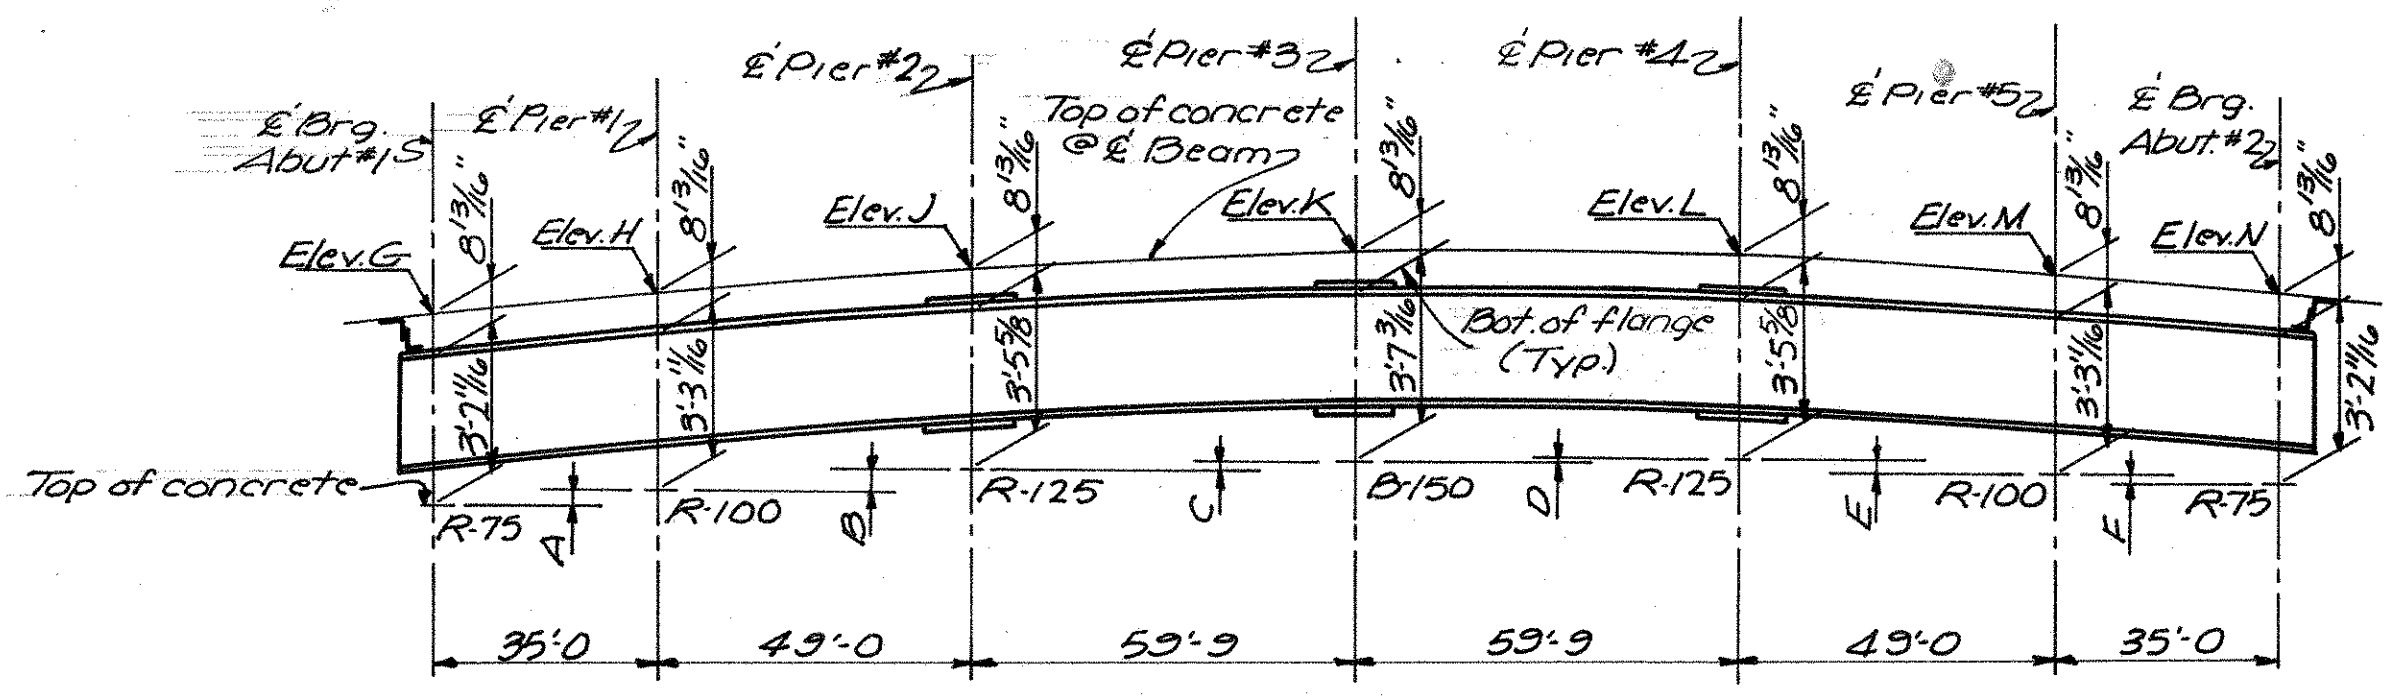 ℄ Brg.
Abut #1
℄ Pier #1
℄ Pier #2
℄ Pier #3
℄ Pier #4
℄ Pier #5
℄ Brg.
Abut. #2
Top of concrete
@ ℄ Beam
8 13/16"
8 13/16"
8 13/16"
8 13/16"
8 13/16"
8 13/16"
8 13/16"
Elev. G
Elev. H
Elev. J
Elev. K
Elev. L
Elev. M
Elev. N
3'-2 11/16
3'-3 11/16
3'-5 5/8
3'-7 3/16
Bot. of flange
(Typ.)
3'-5 5/8
3'-3 11/16
3'-2 11/16
Top of concrete
R-75
A
R-100
B
R-125
C
B-150
D
R-125
E
R-100
F
R-75
35'-0
49'-0
59'-9
59'-9
49'-0
35'-0